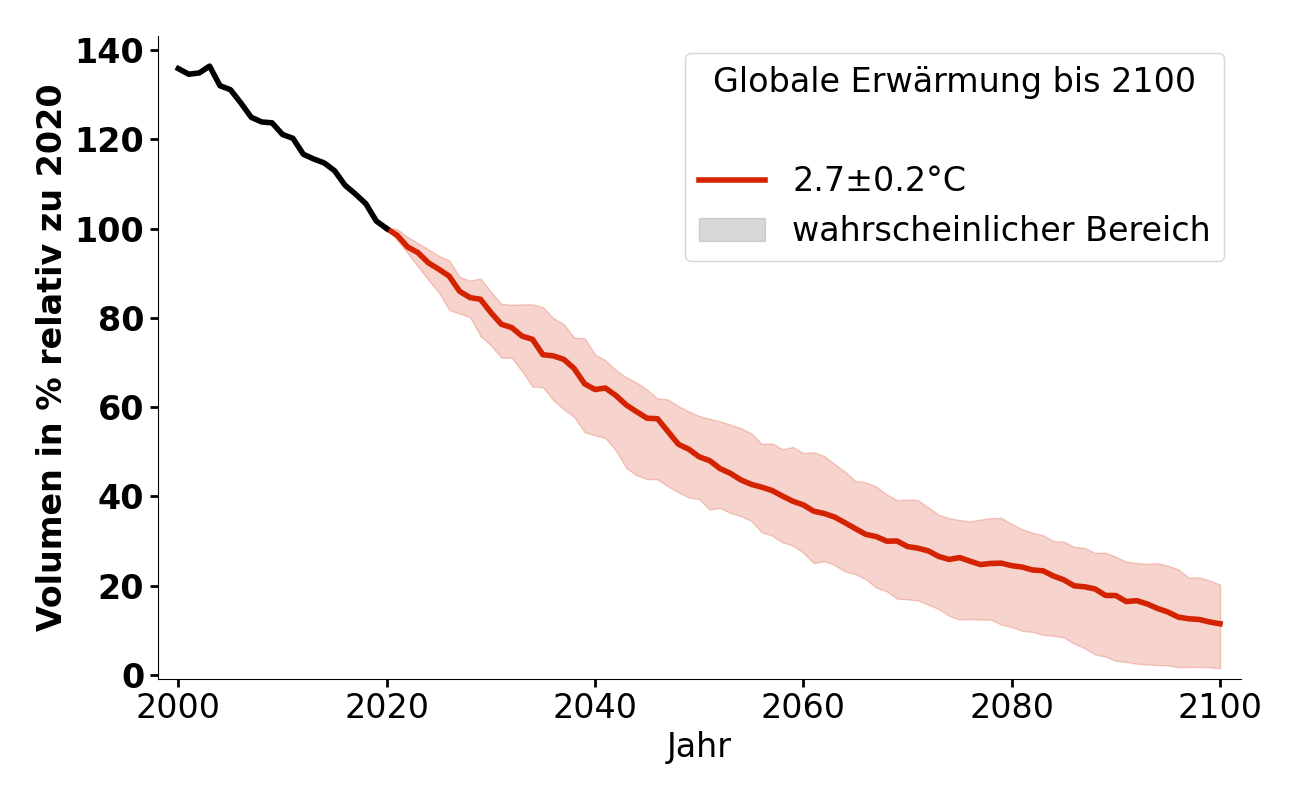 Volumen in % relativ zu 2020
140
120
100
80
60
40
20
0
Globale Erwärmung bis 2100
2.7±0.2°C
wahrscheinlicher Bereich
2000 2020 2040 2060 2080 2100
Jahr